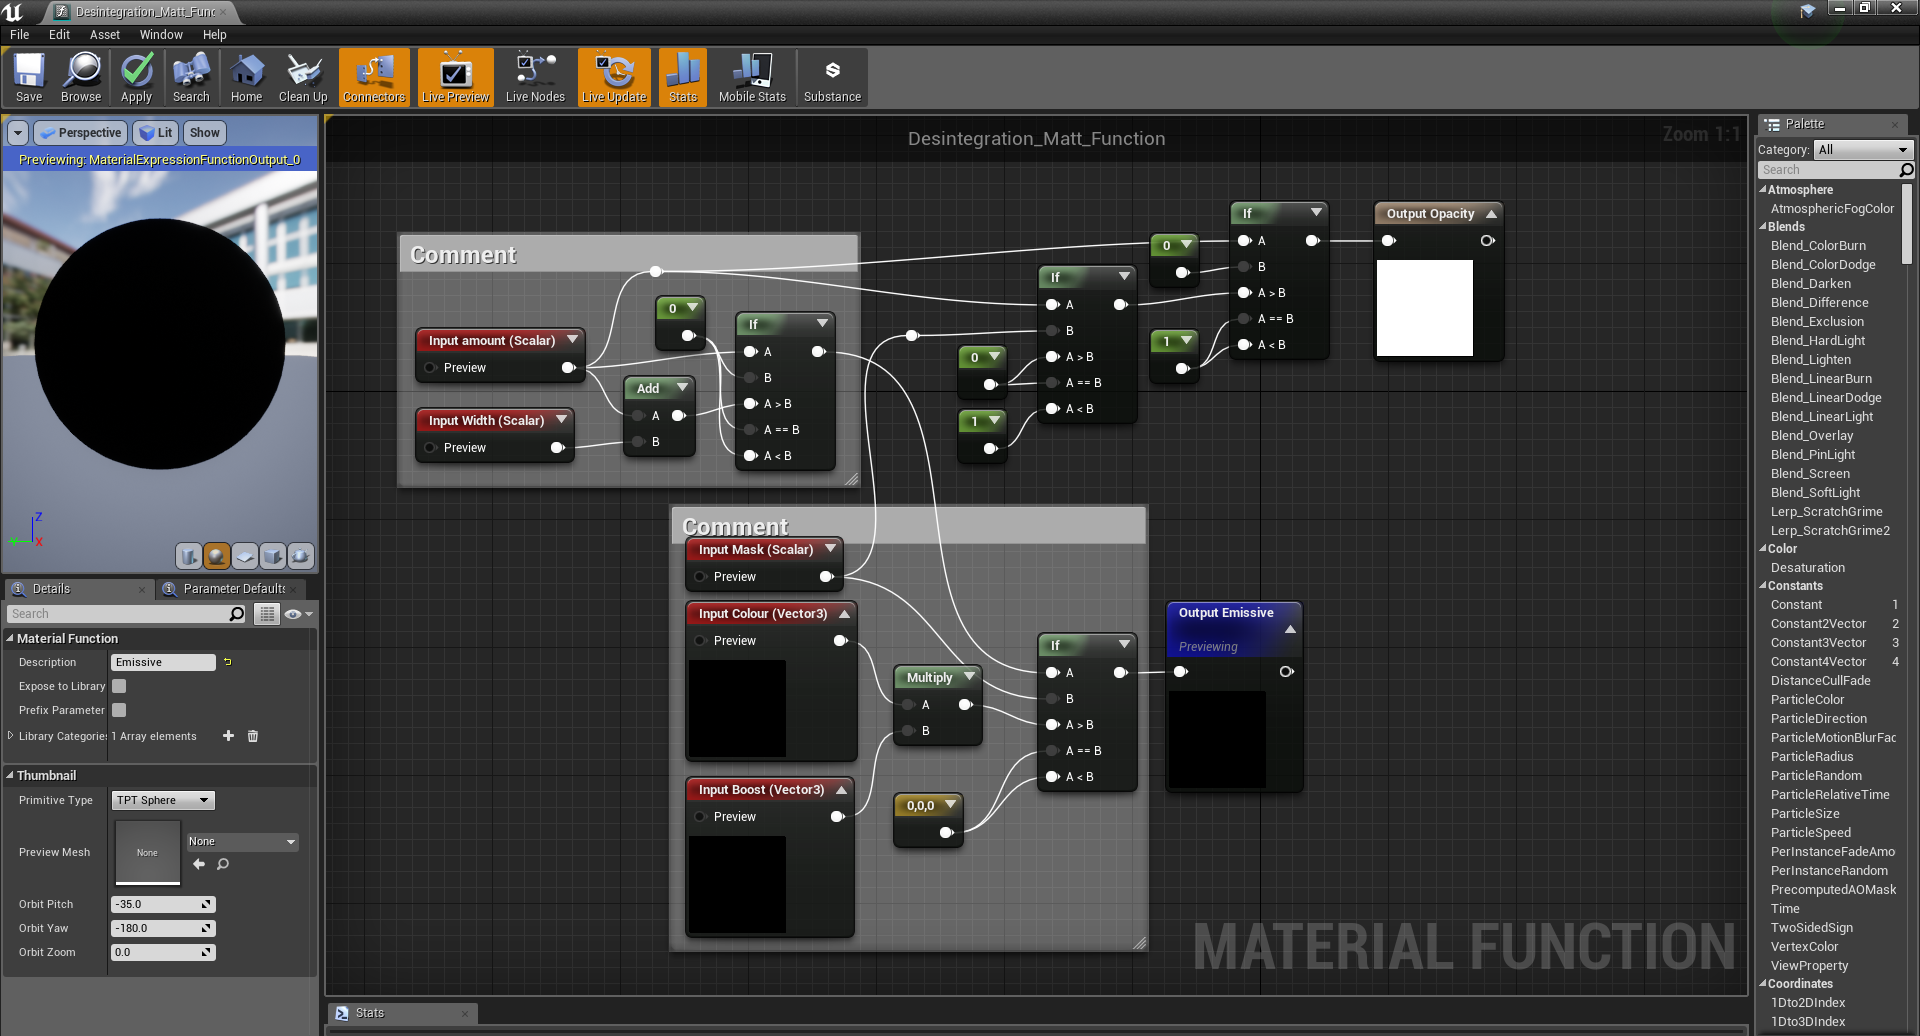 Desintegration_Matt_Func
File Edit Asset Window Help
Save Browse Apply Search Home Clean Up Connectors Live Preview Live Nodes Live Update Stats Mobile Stats Substance
Perspective Lit Show
Previewing: MaterialExpressionFunctionOutput_0
Z
Y
X
Details
Parameter Defaults
Search
Material Function
Description Emissive
Expose to Library
Prefix Parameter
Library Categories 1 Array elements
Thumbnail
Primitive Type TPT Sphere
Preview Mesh None None
Orbit Pitch -35.0
Orbit Yaw -180.0
Orbit Zoom 0.0
Desintegration_Matt_Function
Zoom 1:1
Comment
Input amount (Scalar)
Preview
Input Width (Scalar)
Preview
0
Add
A
B
If
A
B
A > B
A == B
A < B
0
1
If
A
B
A > B
A == B
A < B
0
1
If
A
B
A > B
A == B
A < B
Output Opacity
Comment
Input Mask (Scalar)
Preview
Input Colour (Vector3)
Preview
Input Boost (Vector3)
Preview
Multiply
A
B
0,0,0
If
A
B
A > B
A == B
A < B
Output Emissive
Previewing
MATERIAL FUNCTION
Stats
Palette
Category: All
Search
Atmosphere
AtmosphericFogColor
Blends
Blend_ColorBurn
Blend_ColorDodge
Blend_Darken
Blend_Difference
Blend_Exclusion
Blend_HardLight
Blend_Lighten
Blend_LinearBurn
Blend_LinearDodge
Blend_LinearLight
Blend_Overlay
Blend_PinLight
Blend_Screen
Blend_SoftLight
Lerp_ScratchGrime
Lerp_ScratchGrime2
Color
Desaturation
Constants
Constant 1
Constant2Vector 2
Constant3Vector 3
Constant4Vector 4
DistanceCullFade
ParticleColor
ParticleDirection
ParticleMotionBlurFac
ParticleRadius
ParticleRandom
ParticleRelativeTime
ParticleSize
ParticleSpeed
PerInstanceFadeAmo
PerInstanceRandom
PrecomputedAOMask
Time
TwoSidedSign
VertexColor
ViewProperty
Coordinates
1Dto2DIndex
1Dto3DIndex